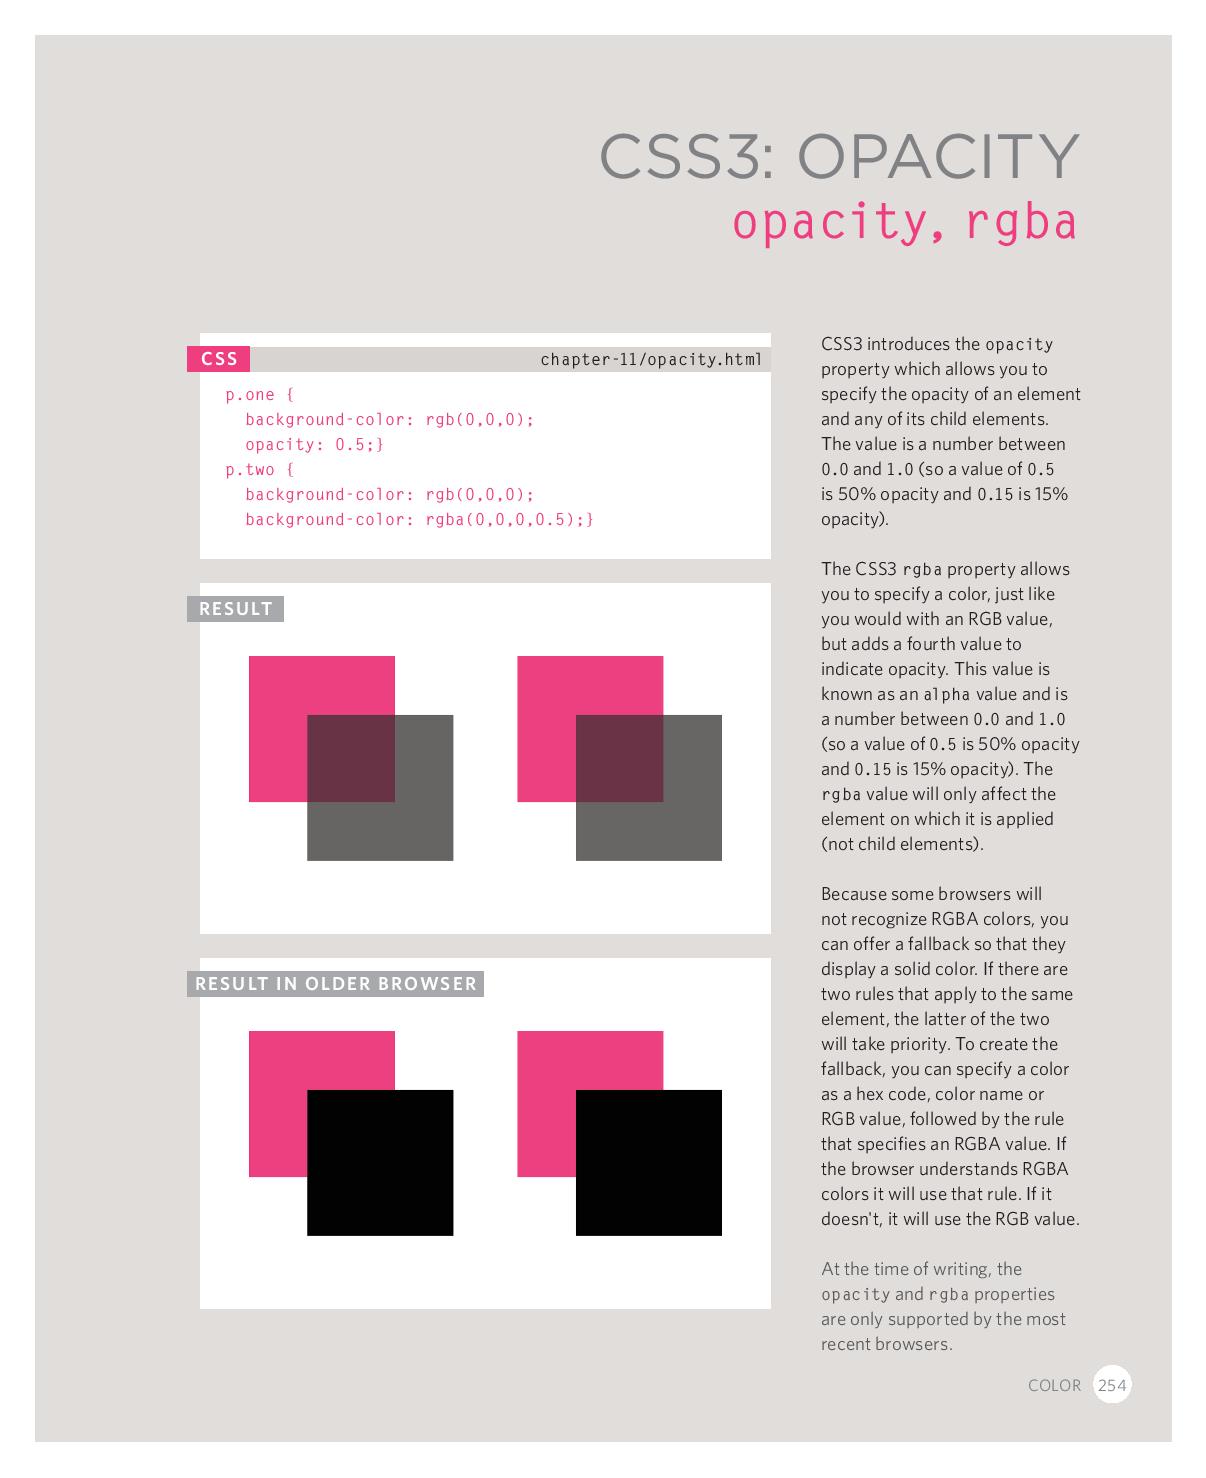 CSS3: OPACITY
opacity, rgba
CSS
chapter-11/opacity.html
p.one {
background-color: rgb(0,0,0);
opacity: 0.5;}
p.two {
background-color: rgb(0,0,0);
background-color: rgba(0,0,0,0.5);}
RESULT
RESULT IN OLDER BROWSER
CSS3 introduces the opacity
property which allows you to
specify the opacity of an element
and any of its child elements.
The value is a number between
0.0 and 1.0 (so a value of 0.5
is 50% opacity and 0.15 is 15%
opacity).
The CSS3 rgba property allows
you to specify a color, just like
you would with an RGB value,
but adds a fourth value to
indicate opacity. This value is
known as an alpha value and is
a number between 0.0 and 1.0
(so a value of 0.5 is 50% opacity
and 0.15 is 15% opacity). The
rgba value will only affect the
element on which it is applied
(not child elements).
Because some browsers will
not recognize RGBA colors, you
can offer a fallback so that they
display a solid color. If there are
two rules that apply to the same
element, the latter of the two
will take priority. To create the
fallback, you can specify a color
as a hex code, color name or
RGB value, followed by the rule
that specifies an RGBA value. If
the browser understands RGBA
colors it will use that rule. If it
doesn't, it will use the RGB value.
At the time of writing, the
opacity and rgba properties
are only supported by the most
recent browsers.
COLOR 254